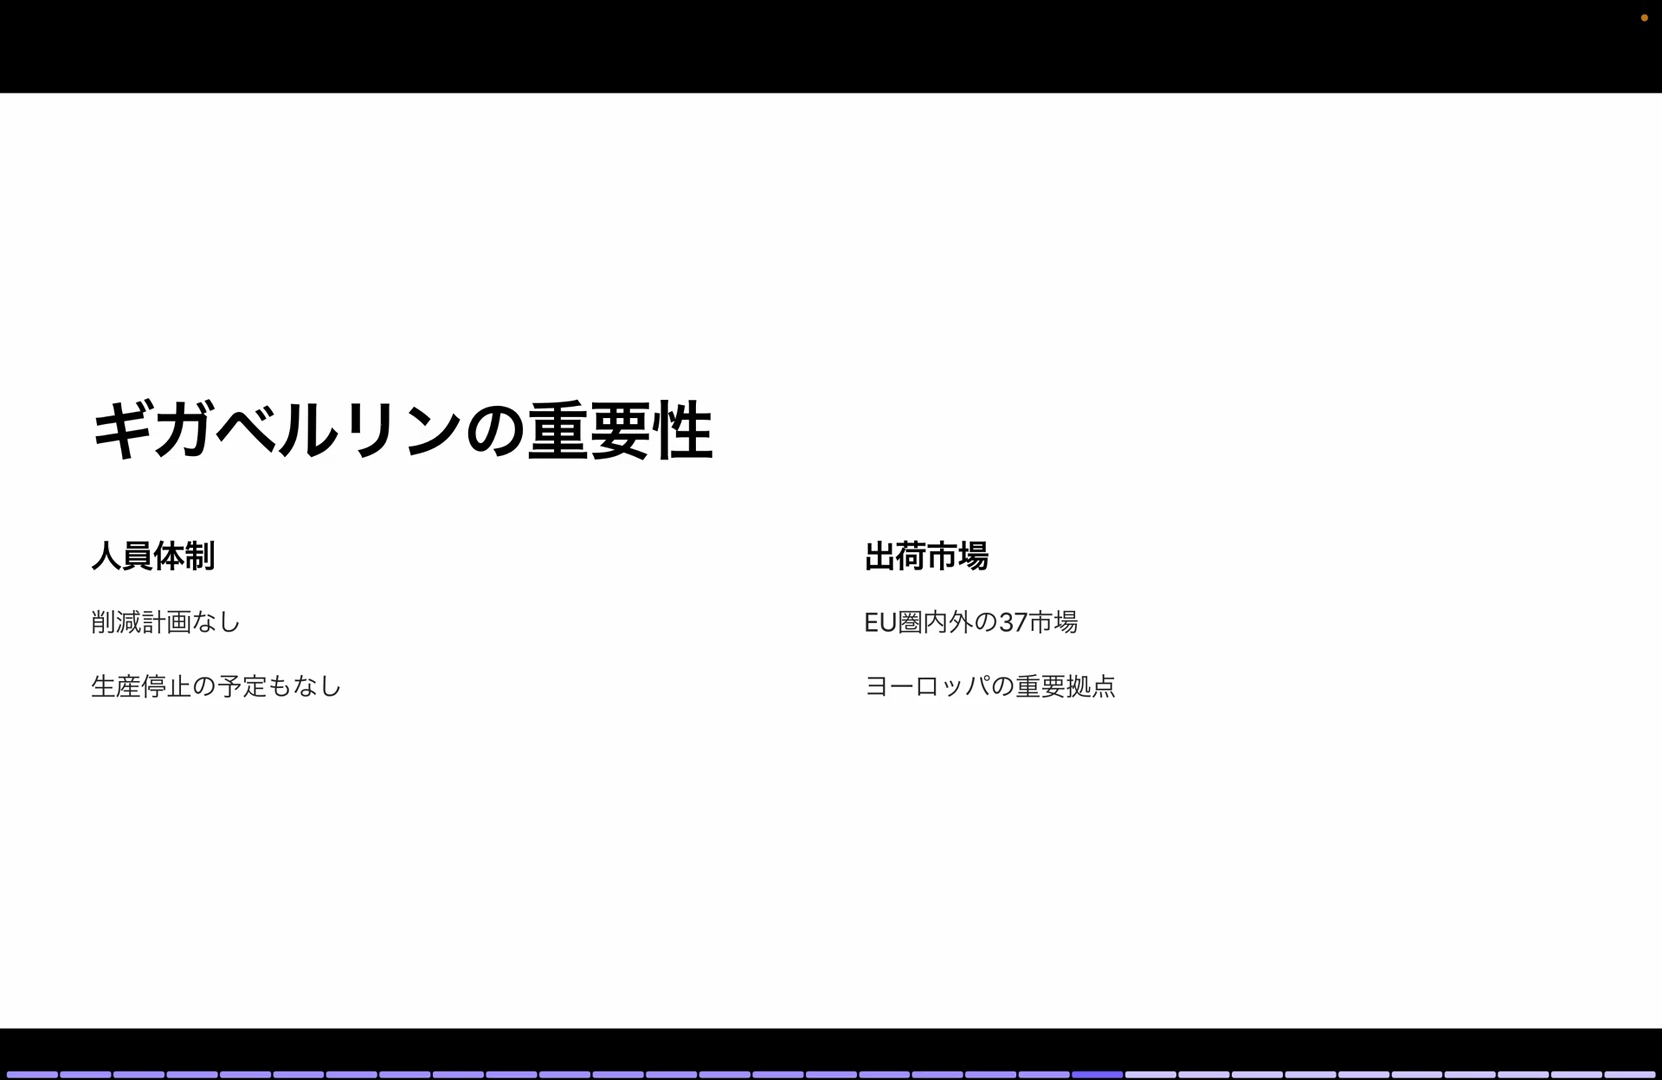 ギガベルリンの重要性
人員体制
削減計画なし
生産停止の予定もなし
出荷市場
EU圏内外の37市場
ヨーロッパの重要拠点